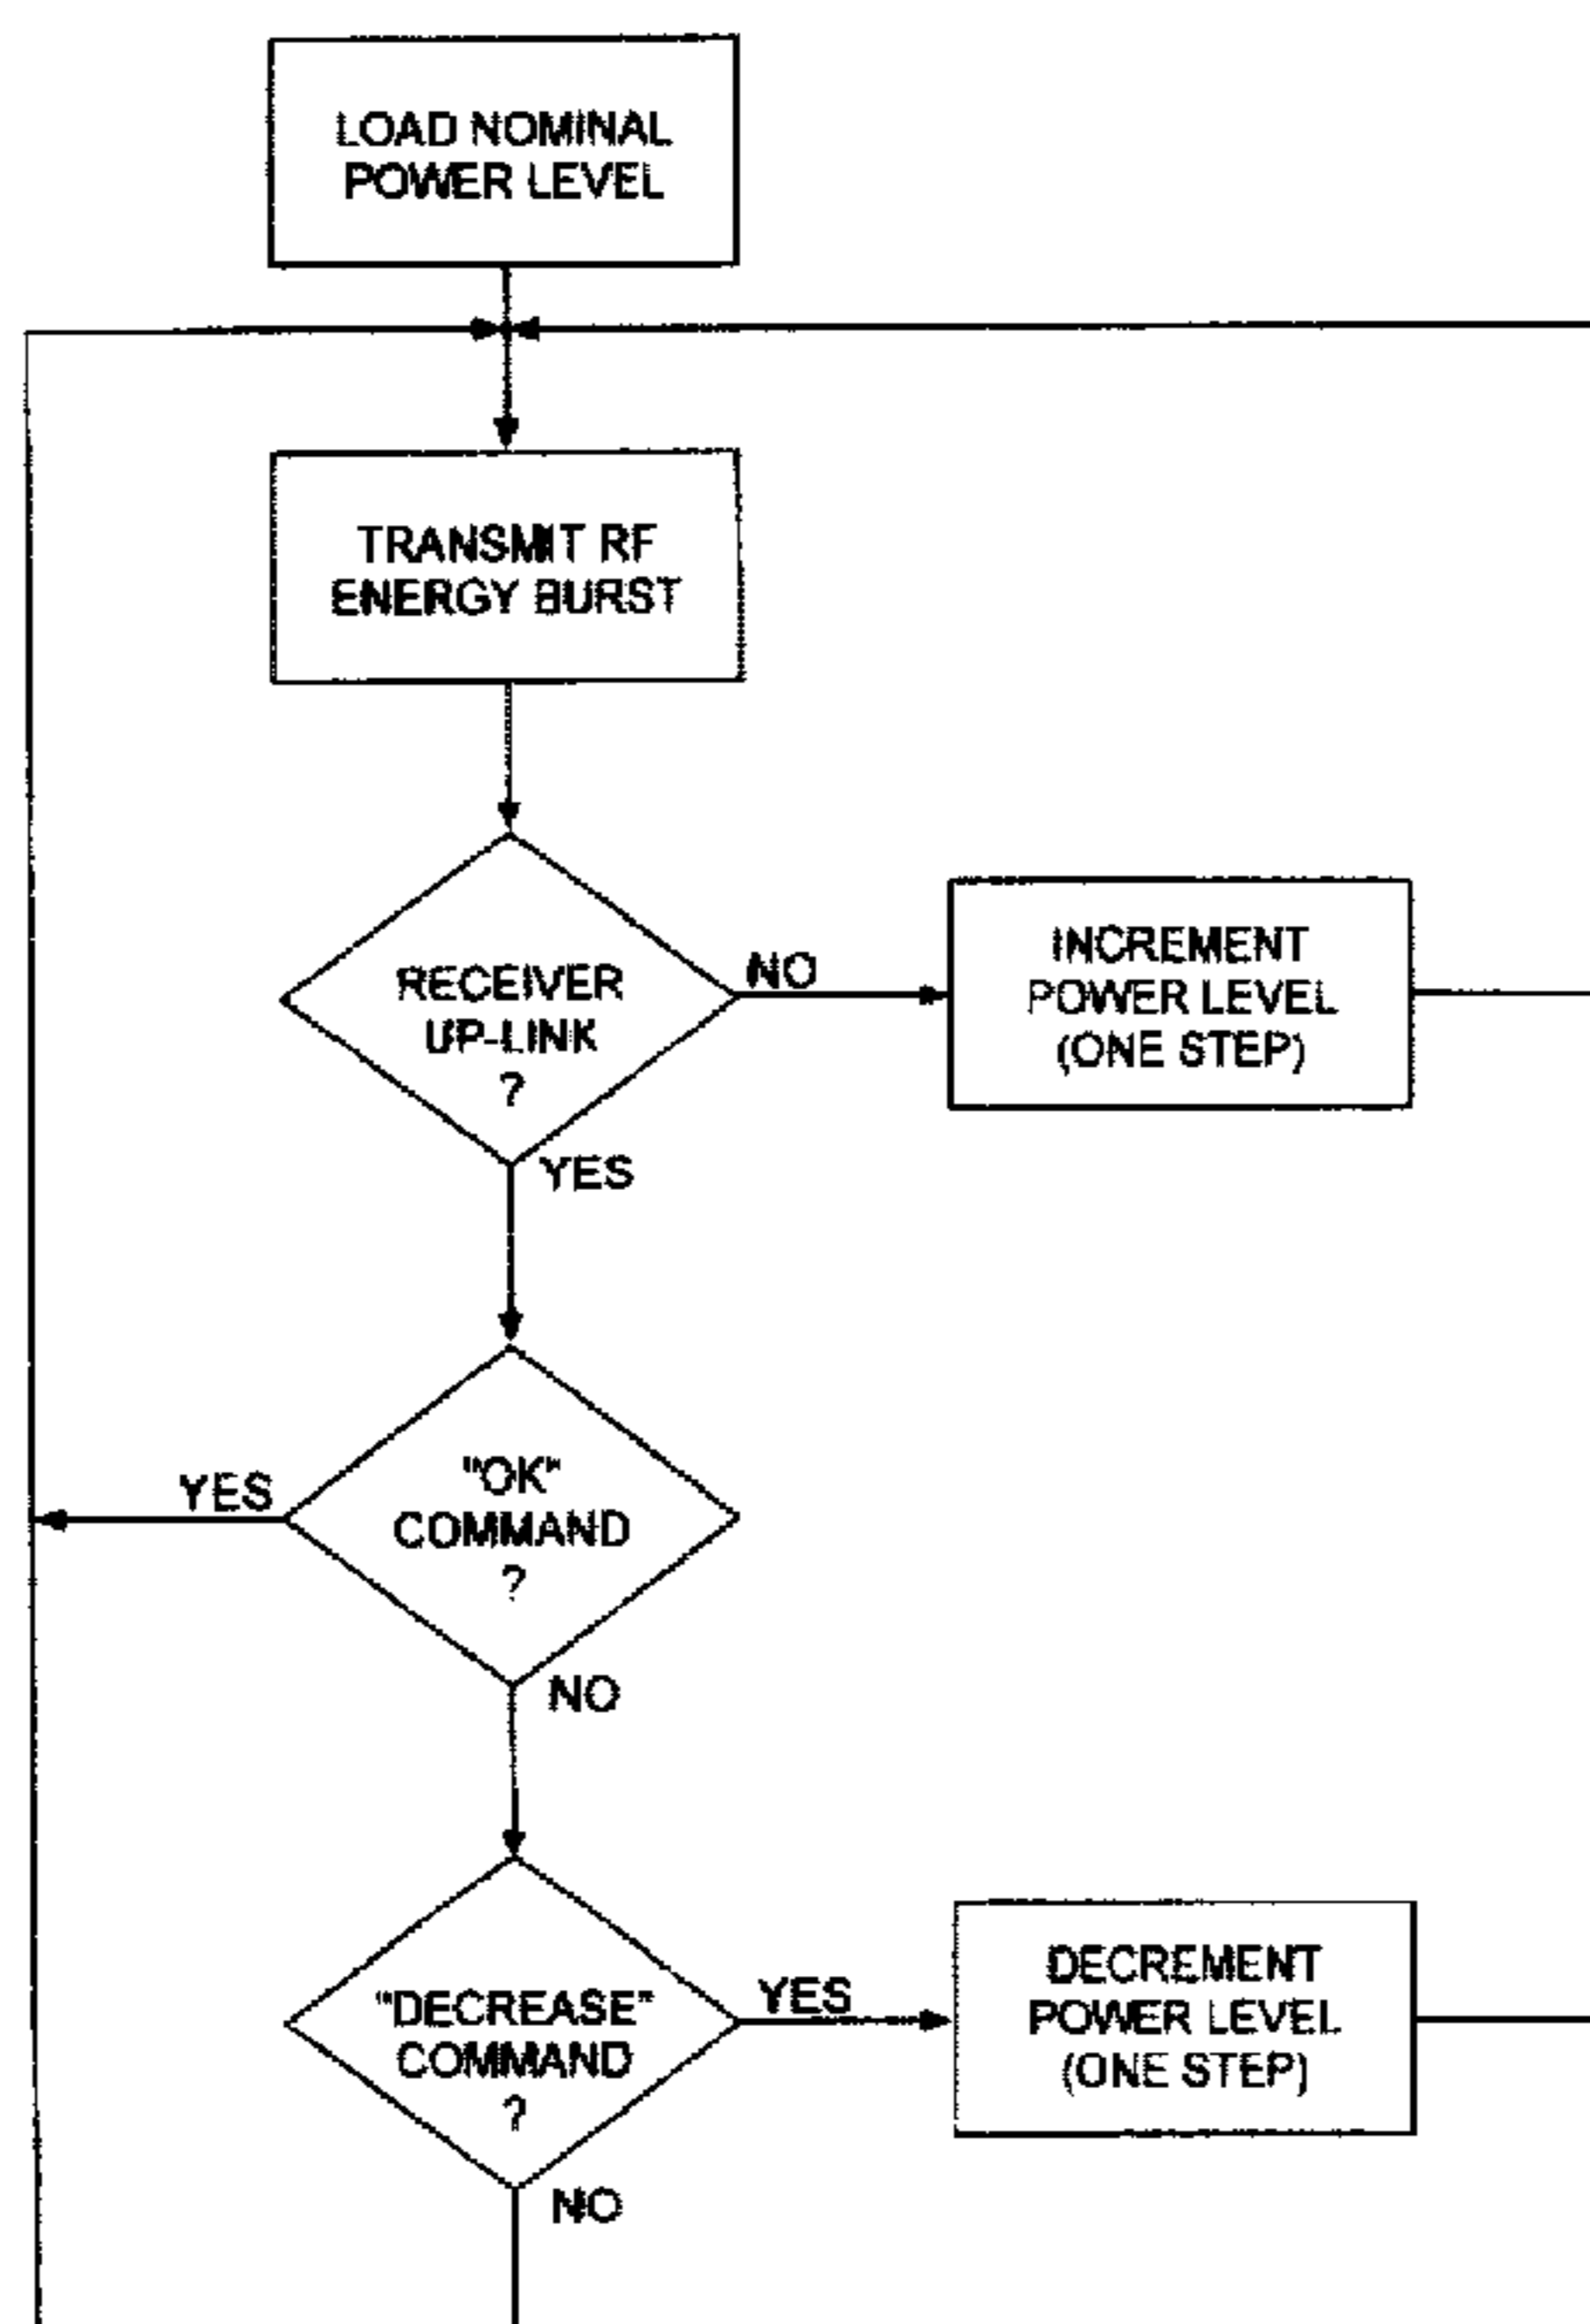 LOAD NOMINAL
POWER LEVEL
TRANSMIT RF
ENERGY BURST
RECEIVER
UP-LINK
?
NO
INCREMENT
POWER LEVEL
(ONE STEP)
YES
"OK"
COMMAND
?
YES
NO
"DECREASE"
COMMAND
?
YES
DECREMENT
POWER LEVEL
(ONE STEP)
NO